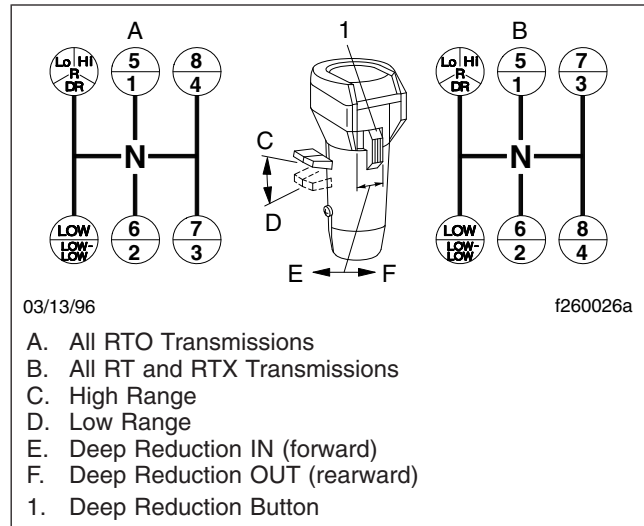 A 1 B
Lo HI R DR 5 1 8 4
C
N
D
LOW LOW-LOW 6 2 7 3
E F
Lo HI R DR 5 1 7 3
N
LOW LOW-LOW 6 2 8 4
03/13/96 f260026a
A. All RTO Transmissions
B. All RT and RTX Transmissions
C. High Range
D. Low Range
E. Deep Reduction IN (forward)
F. Deep Reduction OUT (rearward)
1. Deep Reduction Button